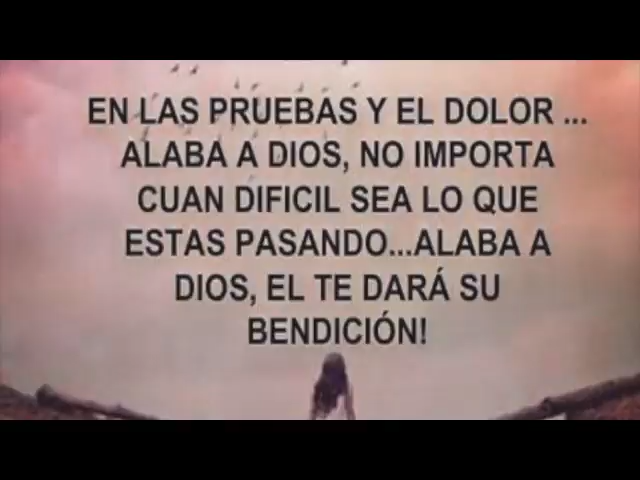 EN LAS PRUEBAS Y EL DOLOR ...
ALABA A DIOS, NO IMPORTA
CUAN DIFICIL SEA LO QUE
ESTAS PASANDO...ALABA A
DIOS, EL TE DARÁ SU
BENDICIÓN!